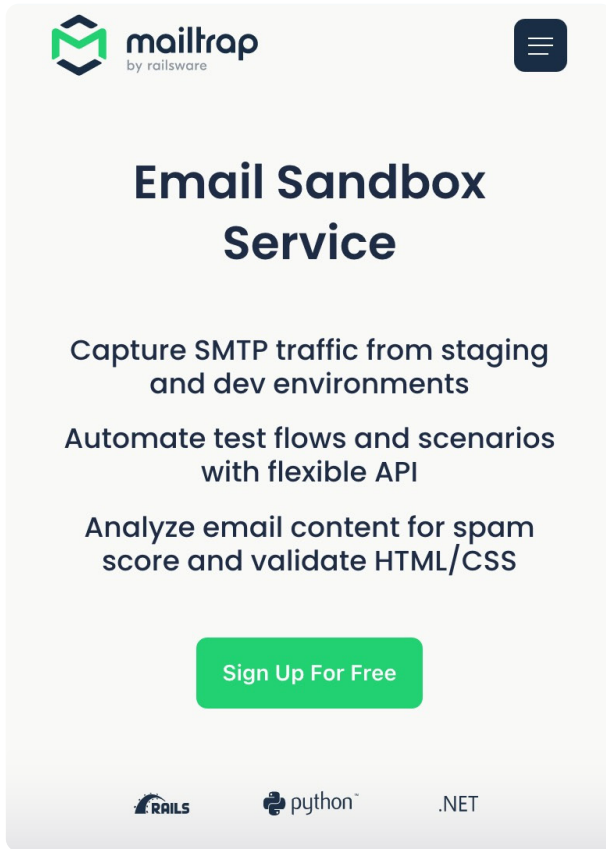 mailtrap
by railsware
Email Sandbox
Service
Capture SMTP traffic from staging
and dev environments
Automate test flows and scenarios
with flexible API
Analyze email content for spam
score and validate HTML/CSS
Sign Up For Free
RAILS python .NET